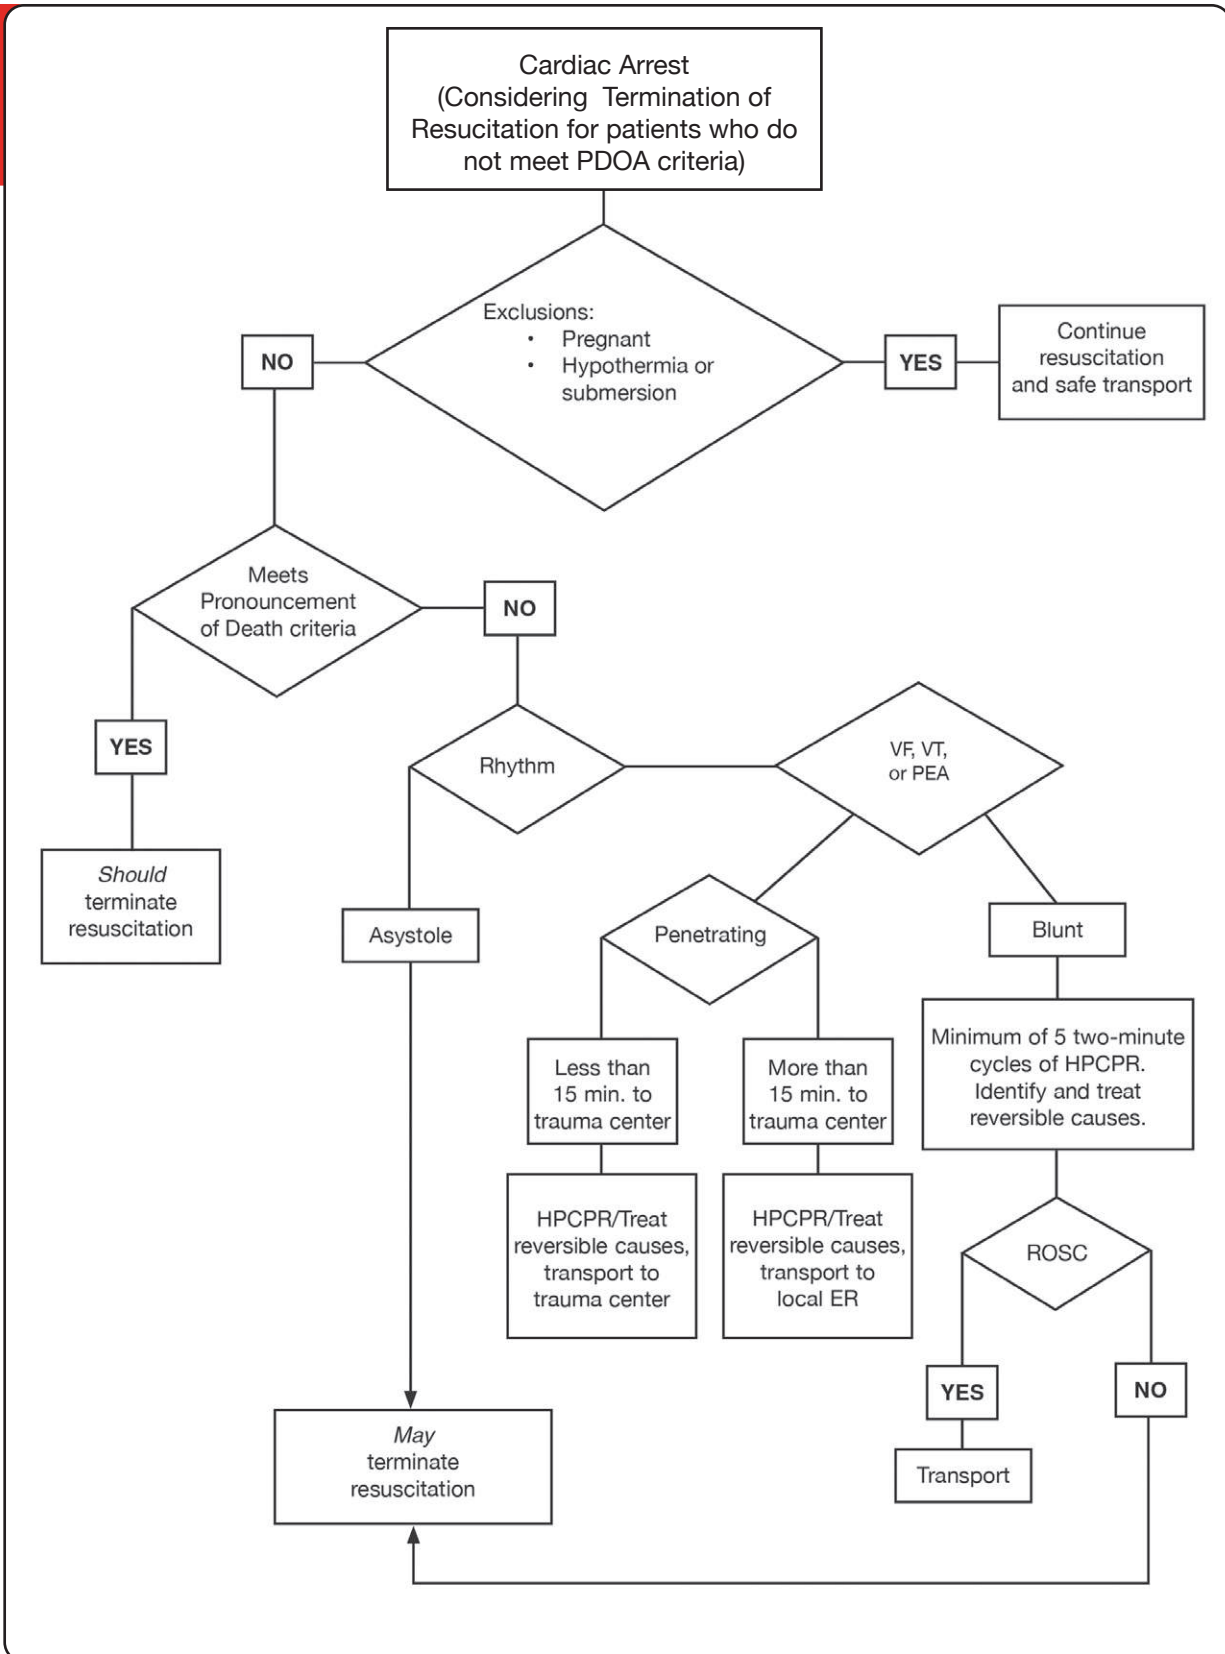 Cardiac Arrest
(Considering Termination of
Resucitation for patients who do
not meet PDOA criteria)
Exclusions:
• Pregnant
• Hypothermia or
submersion
NO
YES
Continue
resuscitation
and safe transport
Meets
Pronouncement
of Death criteria
NO
YES
Should
terminate
resuscitation
Rhythm
VF, VT,
or PEA
Asystole
Penetrating
Blunt
Less than
15 min. to
trauma center
More than
15 min. to
trauma center
Minimum of 5 two-minute
cycles of HPCPR.
Identify and treat
reversible causes.
HPCPR/Treat
reversible causes,
transport to
trauma center
HPCPR/Treat
reversible causes,
transport to
local ER
ROSC
YES
NO
Transport
May
terminate
resuscitation